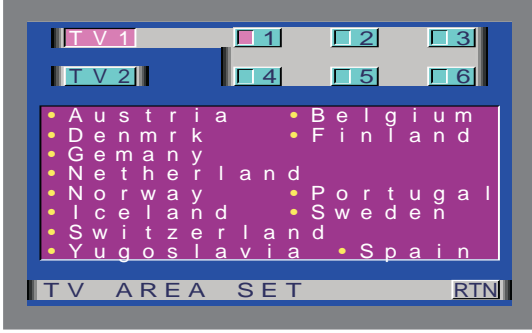 TV1 1 2 3
TV2 4 5 6
• Austria • Belgium
• Denmrk • Finland
• Gemany
• Netherland
• Norway • Portugal
• Iceland • Sweden
• Switzerland
• Yugoslavia • Spain
TV AREA SET RTN